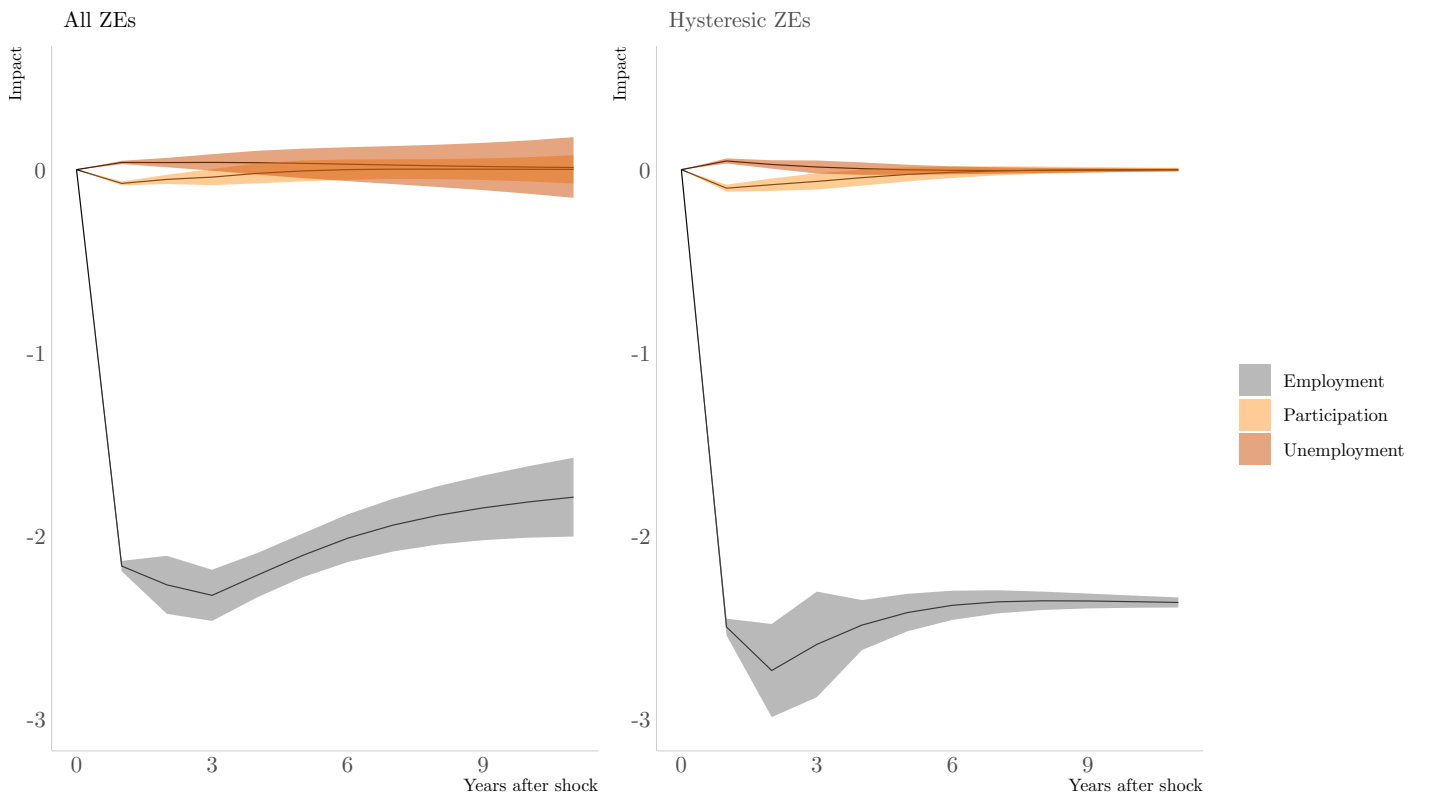 All ZEs
Impact
0
-1
-2
-3
0 3 6 9
Years after shock
Hysteresic ZEs
Impact
0
-1
-2
-3
0 3 6 9
Years after shock
Employment
Participation
Unemployment